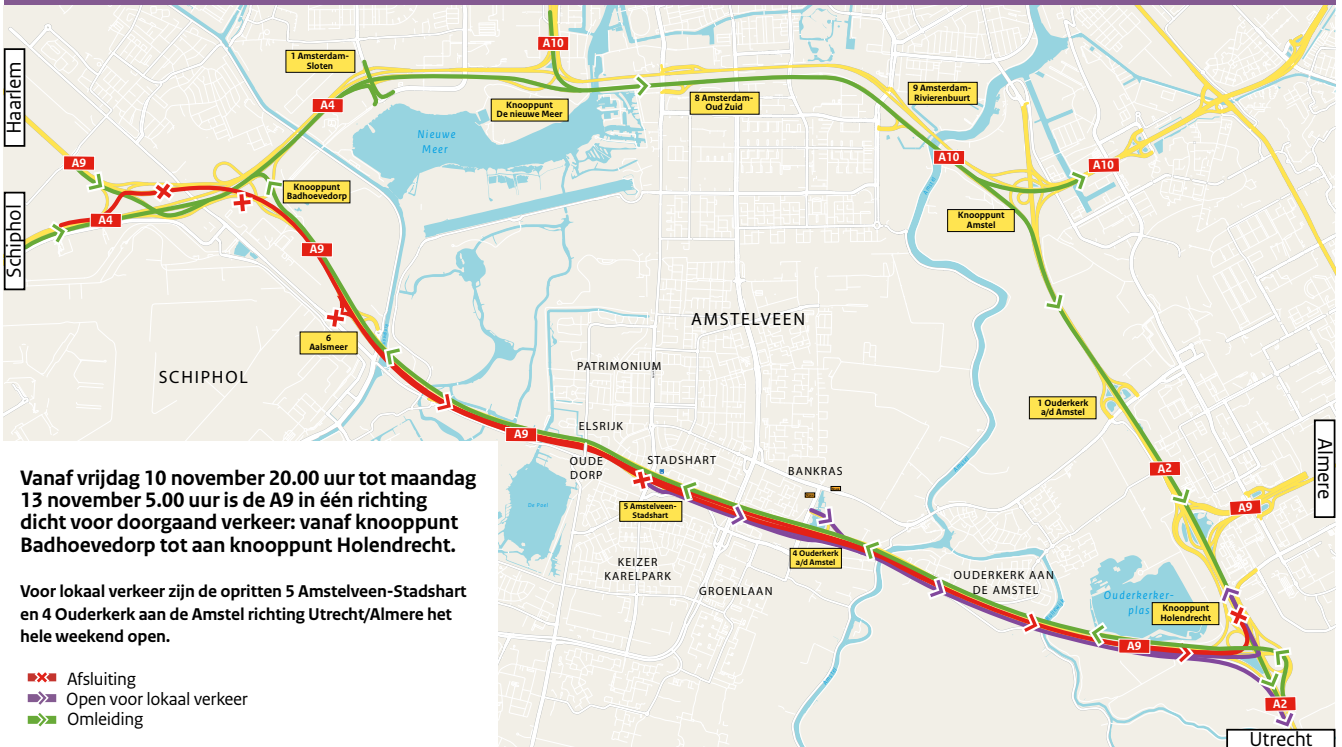 Haarlem
Schiphol
A9
A4
1 Amsterdam-
Sloten
A4
Nieuwe
Meer
Knooppunt
De nieuwe Meer
A10
8 Amsterdam-
Oud Zuid
9 Amsterdam-
Rivierenbuurt
A10
A10
Knooppunt
Amstel
Knooppunt
Badhoevedorp
A9
6
Aalsmeer
SCHIPHOL
AMSTELVEEN
PATRIMONIUM
ELSRIJK
OUDE
DORP
STADSHART
BANKRAS
A9
De Poel
5 Amstelveen-
Stadshart
4 Ouderkerk
a/d Amstel
KEIZER
KARELPARK
GROENLAAN
OUDERKERK AAN
DE AMSTEL
1 Ouderkerk
a/d Amstel
A2
A9
Almere
Ouderkerker-
plas
Knooppunt
Holendrecht
A9
A2
Utrecht
Vanaf vrijdag 10 november 20.00 uur tot maandag
13 november 5.00 uur is de A9 in één richting
dicht voor doorgaand verkeer: vanaf knooppunt
Badhoevedorp tot aan knooppunt Holendrecht.
Voor lokaal verkeer zijn de opritten 5 Amstelveen-Stadshart
en 4 Ouderkerk aan de Amstel richting Utrecht/Almere het
hele weekend open.
Afsluiting
Open voor lokaal verkeer
Omleiding